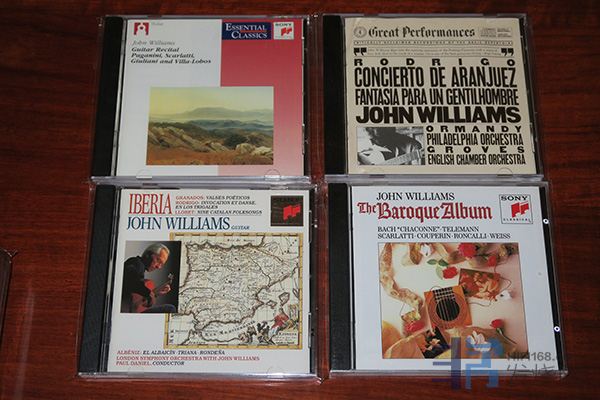 John Williams
Guitar Recital
Paganini, Scarlatti,
Giuliani and Villa-Lobos
ESSENTIAL
CLASSICS
SONY
Great Performances
RODRIGO
CONCIERTO DE ARANJUEZ
FANTASIA PARA UN GENTILHOMBRE
JOHN WILLIAMS
ORMANDY
PHILADELPHIA ORCHESTRA
GROVES
ENGLISH CHAMBER ORCHESTRA
IBERIA
GRANADOS: VALSES POÉTICOS
RODRIGO: INVOCATION ET DANSE,
EN LOS TRIGALES
LLOBET: NINE CATALAN FOLKSONGS
JOHN WILLIAMS
GUITAR
ALBÉNIZ: EL ALBAICÍN · TRIANA · RONDEÑA
LONDON SYMPHONY ORCHESTRA WITH JOHN WILLIAMS
PAUL DANIEL, CONDUCTOR
JOHN WILLIAMS
The Baroque Album
BACH "CHACONNE" · TELEMANN
SCARLATTI · COUPERIN · RONCALLI · WEISS
SONY
CLASSICAL
HIFI168.